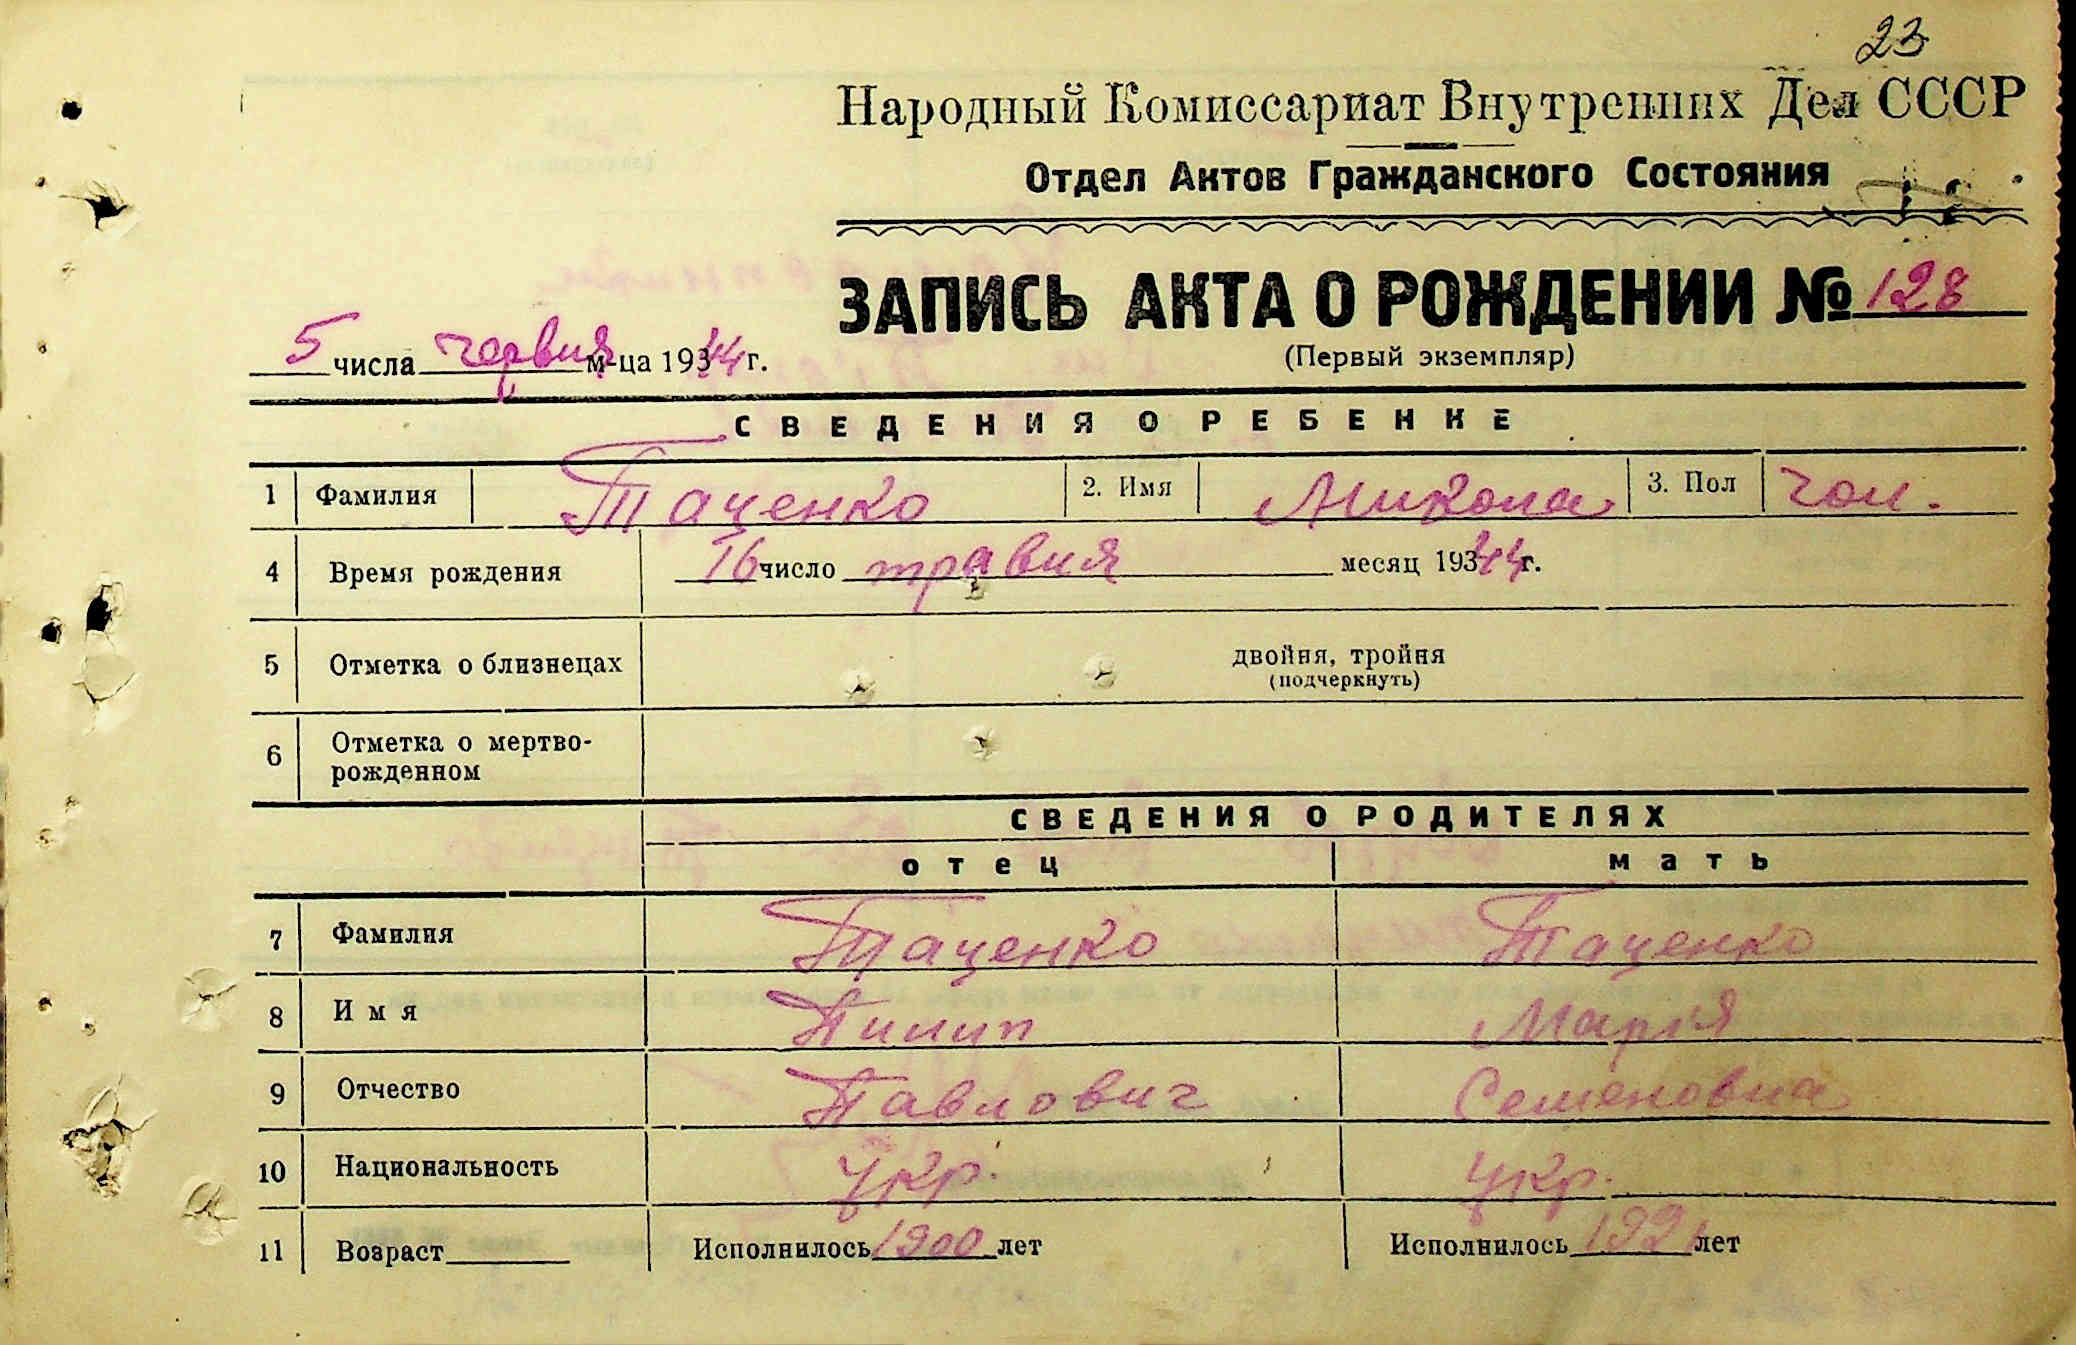 23
Народный Комиссариат Внутренних Дел СССР
Отдел Актов Гражданского Состояния
ЗАПИСЬ АКТА О РОЖДЕНИИ № 128
5 числа червня м-ца 1944 г.
(Первый экземпляр)
СВЕДЕНИЯ О РЕБЕНКЕ
1 Фамилия Таценко 2. Имя Микола 3. Пол чол.
4 Время рождения 16 число травня месяц 1944 г.
5 Отметка о близнецах двойня, тройня
(подчеркнуть)
6 Отметка о мертво-
рожденном
СВЕДЕНИЯ О РОДИТЕЛЯХ
отец мать
7 Фамилия Таценко Таценко
8 Имя Пилип Марія
9 Отчество Павлович Семеновна
10 Национальность укр. укр.
11 Возраст Исполнилось 1900 лет Исполнилось лет